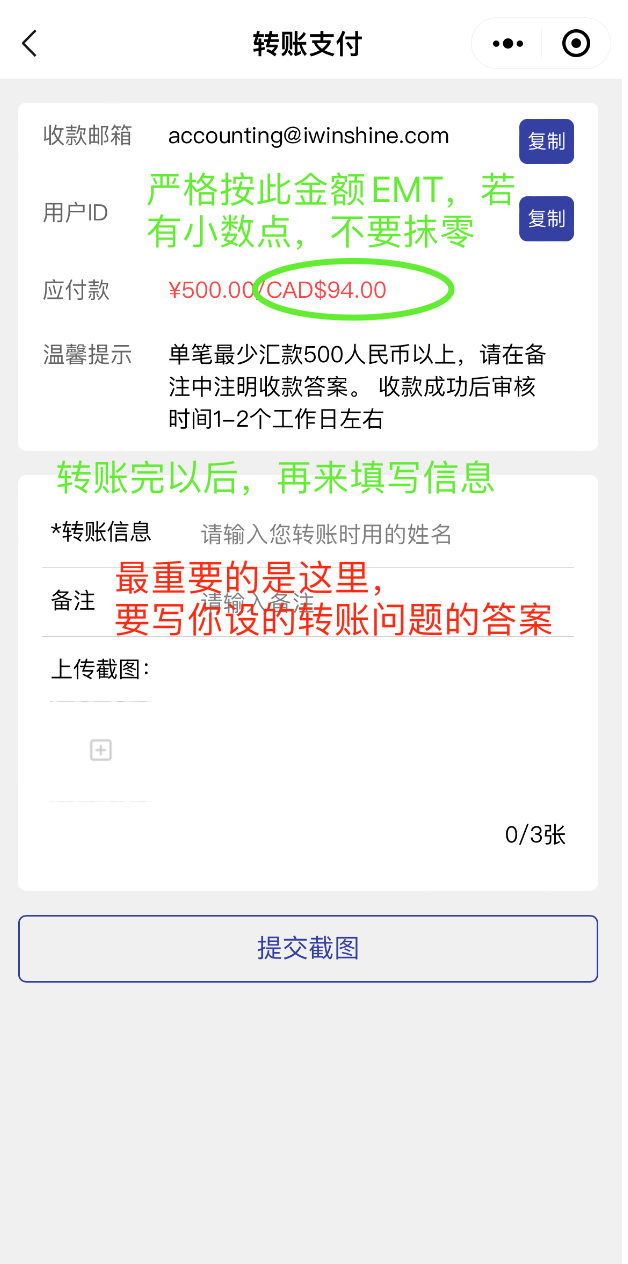 转账支付
收款邮箱 accounting@iwinshine.com 复制
严格按此金额EMT，若
用户ID 复制
有小数点，不要抹零
应付款 ¥500.00/CAD$94.00
温馨提示 单笔最少汇款500人民币以上，请在备
注中注明收款答案。 收款成功后审核
时间1-2个工作日左右
转账完以后，再来填写信息
*转账信息 请输入您转账时用的姓名
最重要的是这里，
备注 请输入备注
要写你设的转账问题的答案
上传截图：
0/3张
提交截图